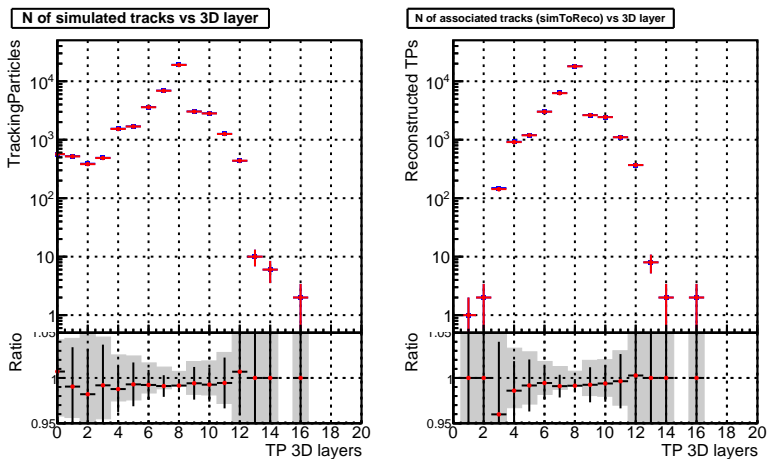 N of simulated tracks vs 3D layer
TrackingParticles
10⁴
10³
10²
10
1
Ratio
1.05
1
0.95
0 2 4 6 8 10 12 14 16 18 20
TP 3D layers
N of associated tracks (simToReco) vs 3D layer
Reconstructed TPs
10⁴
10³
10²
10
1
Ratio
1.05
1
0.95
0 2 4 6 8 10 12 14 16 18 20
TP 3D layers